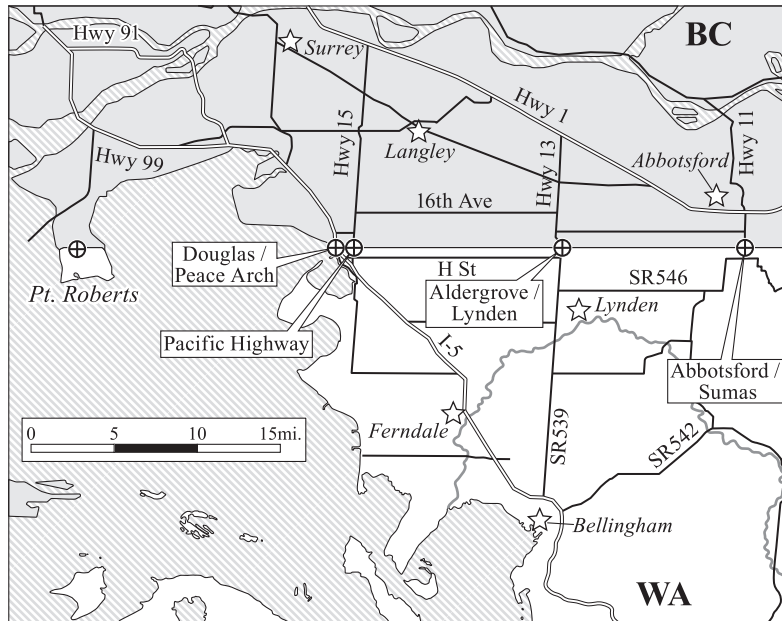 Hwy 91
BC
Surrey
Hwy 1
Hwy 15
Hwy 11
Langley
Hwy 13
Abbotsford
Hwy 99
16th Ave
Douglas /
Peace Arch
H St
SR546
Pt. Roberts
Aldergrove /
Lynden
Lynden
Pacific Highway
I-5
Abbotsford /
Sumas
0 5 10 15mi.
Ferndale
SR539
SR542
Bellingham
WA